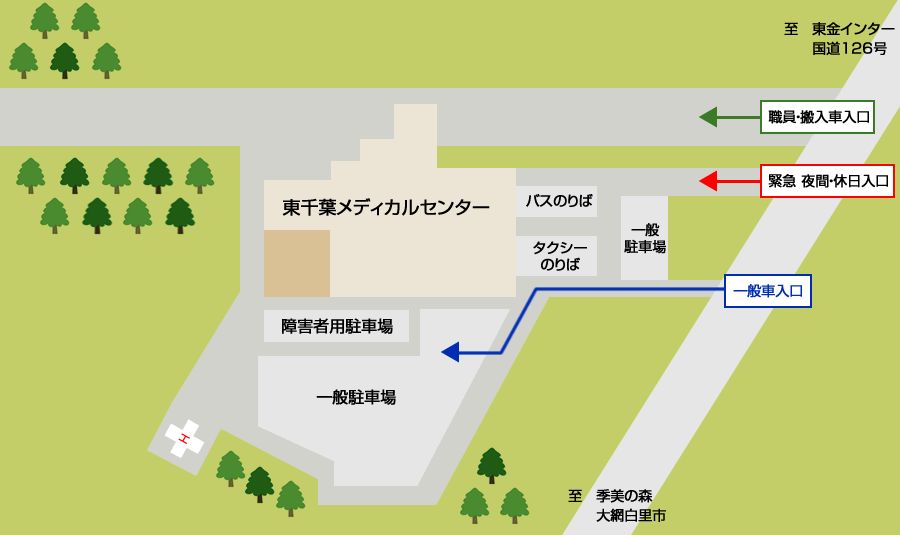 至 東金インター
国道126号
職員・搬入車入口
緊急 夜間・休日入口
東千葉メディカルセンター
バスのりば
一般
駐車場
タクシー
のりば
一般車入口
障害者用駐車場
一般駐車場
H
至 季美の森
大網白里市